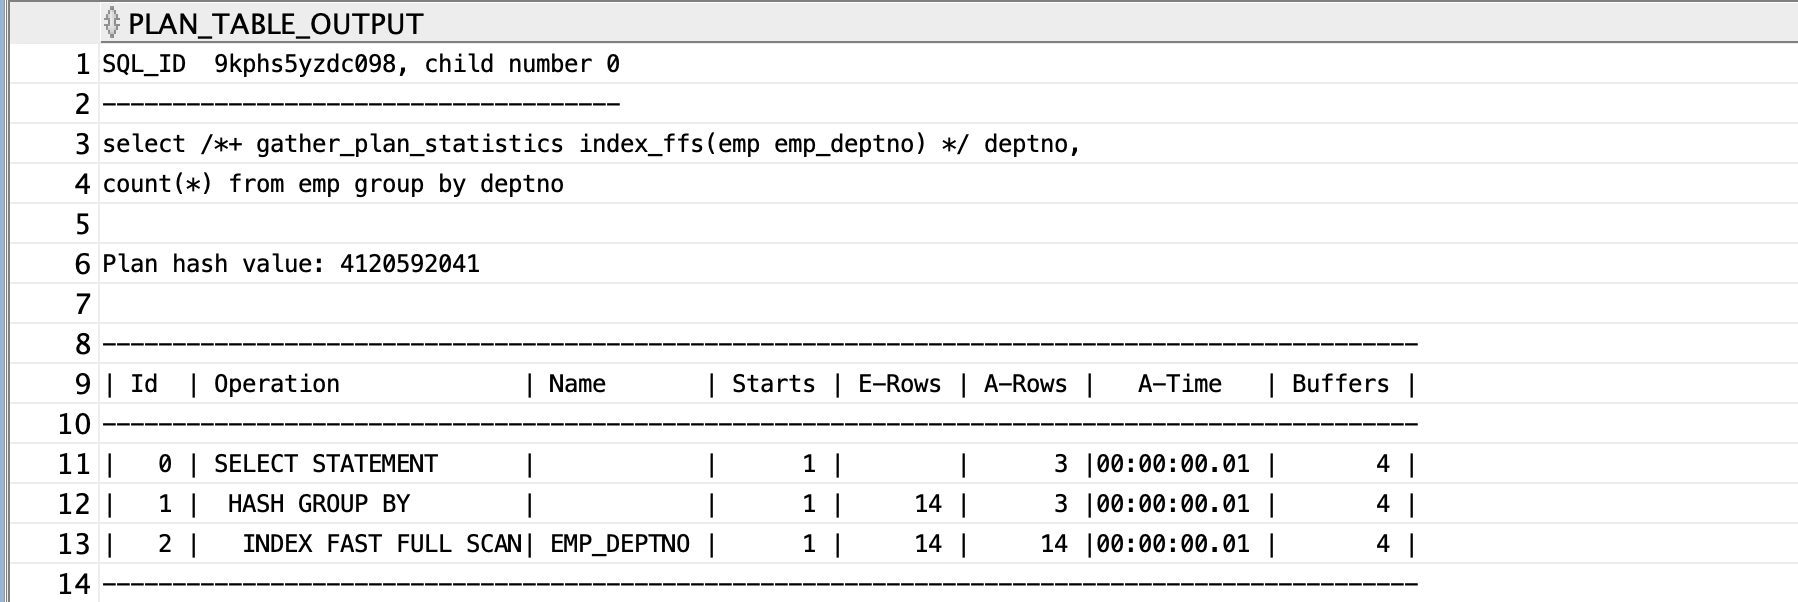 PLAN_TABLE_OUTPUT
1 SQL_ID  9kphs5yzdc098, child number 0
2 -------------------------------------
3 select /*+ gather_plan_statistics index_ffs(emp emp_deptno) */ deptno,
4 count(*) from emp group by deptno
5
6 Plan hash value: 4120592041
7
8 ----------------------------------------------------------------------------------------------
9 | Id  | Operation             | Name       | Starts | E-Rows | A-Rows |   A-Time   | Buffers |
10 ----------------------------------------------------------------------------------------------
11 |   0 | SELECT STATEMENT      |            |      1 |        |      3 |00:00:00.01 |       4 |
12 |   1 |  HASH GROUP BY        |            |      1 |     14 |      3 |00:00:00.01 |       4 |
13 |   2 |   INDEX FAST FULL SCAN| EMP_DEPTNO |      1 |     14 |     14 |00:00:00.01 |       4 |
14 ----------------------------------------------------------------------------------------------